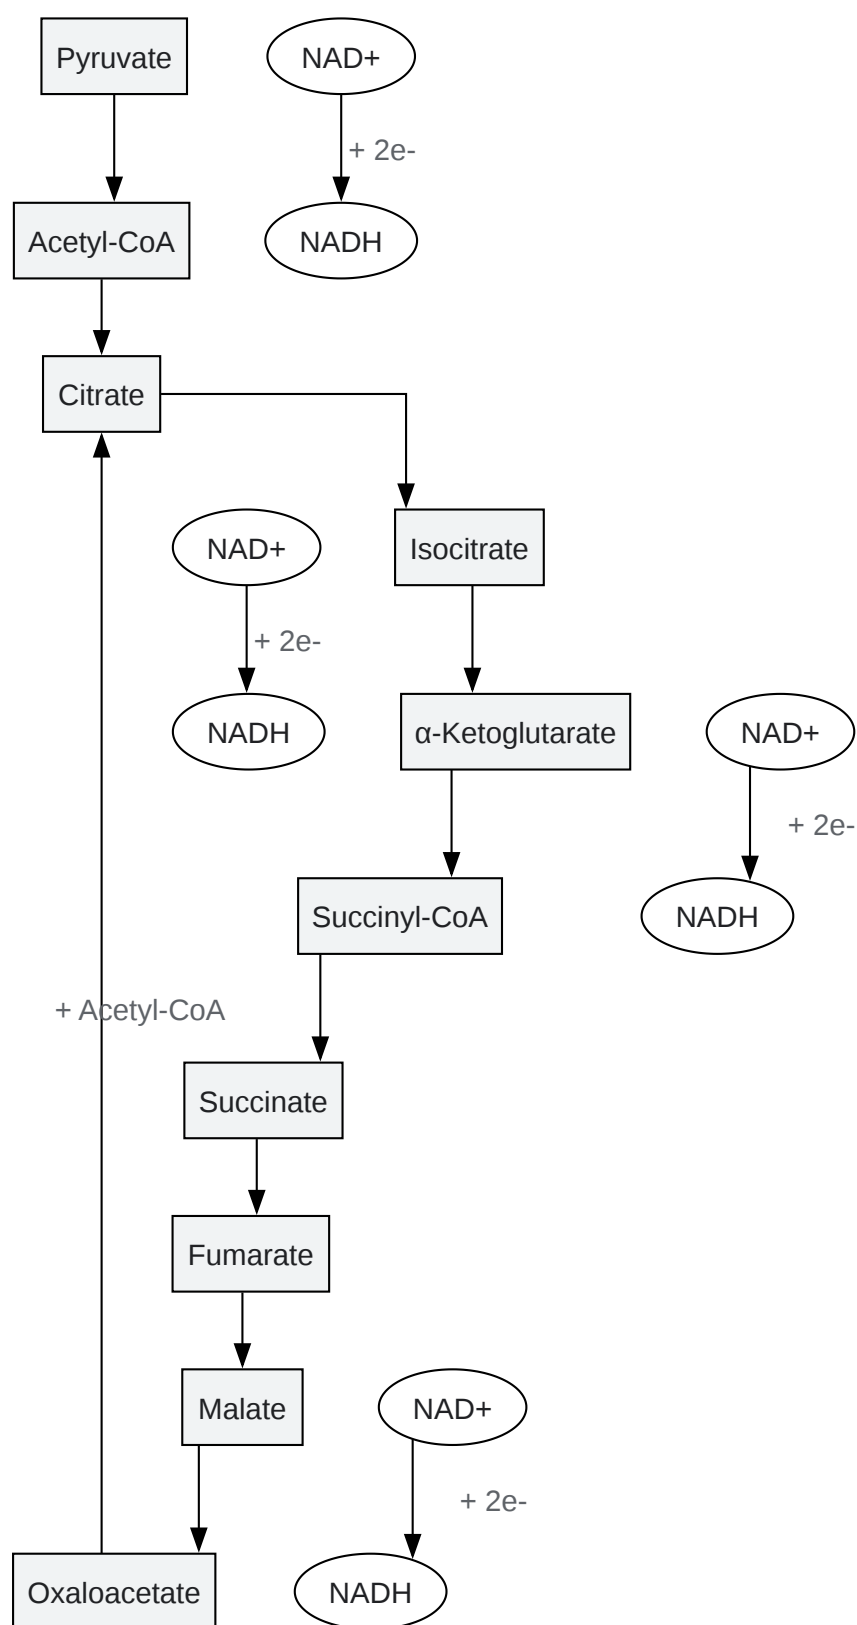 Pyruvate
NAD+
+ 2e-
Acetyl-CoA
NADH
Citrate
NAD+
Isocitrate
+ 2e-
NADH
α-Ketoglutarate
NAD+
+ 2e-
Succinyl-CoA
NADH
+ Acetyl-CoA
Succinate
Fumarate
Malate
NAD+
+ 2e-
Oxaloacetate
NADH